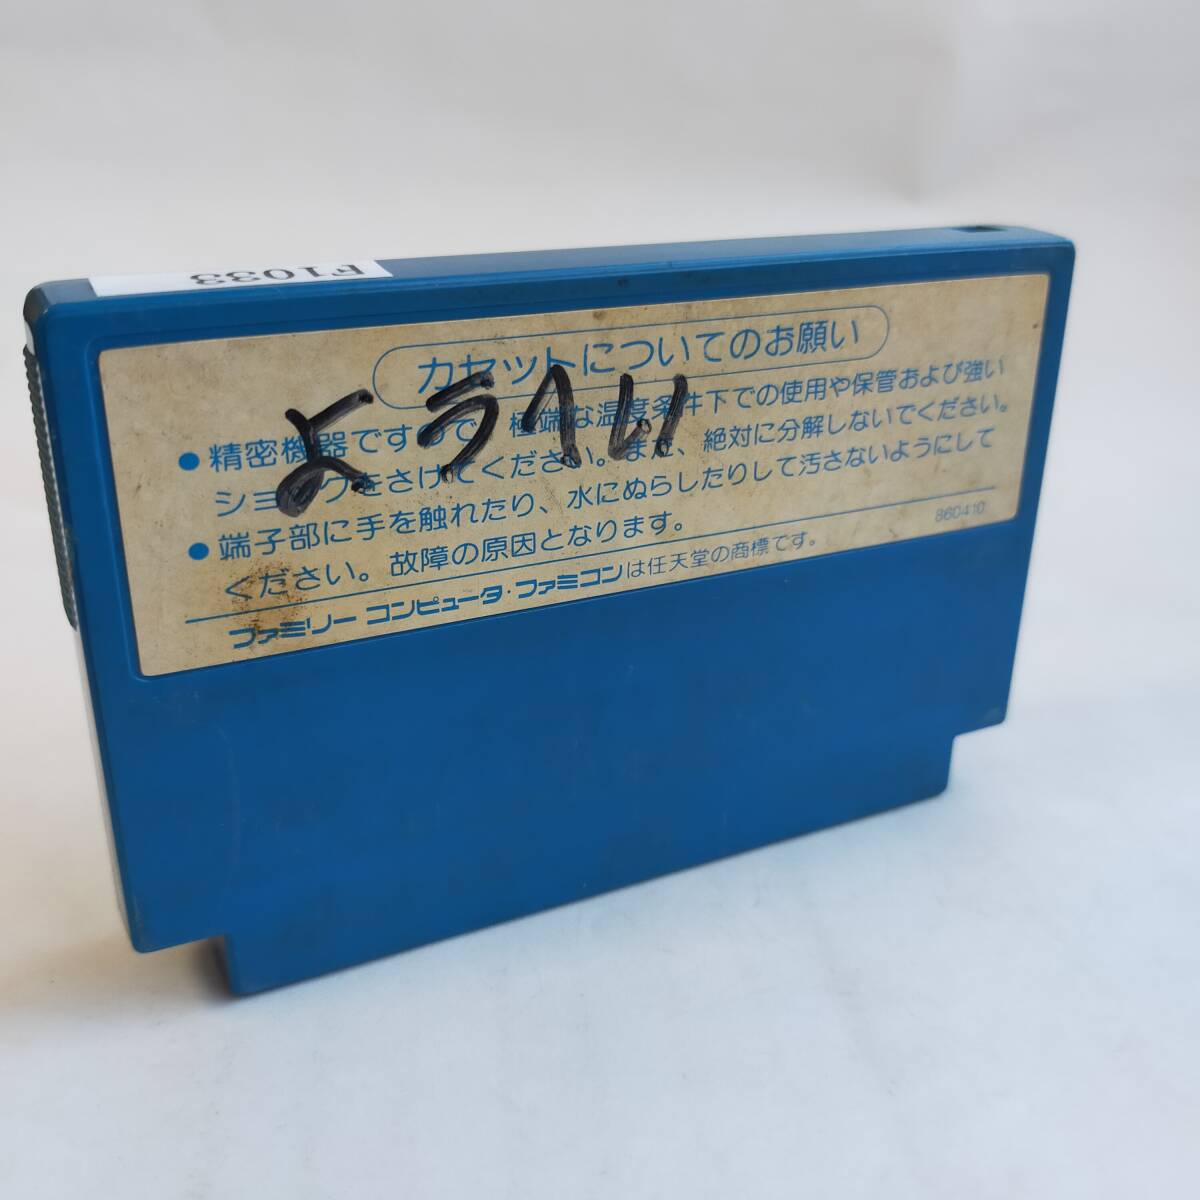 F1033
カセットについてのお願い
ようへい
●精密機器ですので、極端な温度条件下での使用や保管および強い
ショックをさけてください。また、絶対に分解しないでください。
●端子部に手を触れたり、水にぬらしたりして汚さないようにして
ください。故障の原因となります。
860410
ファミリー コンピュータ・ファミコンは任天堂の商標です。